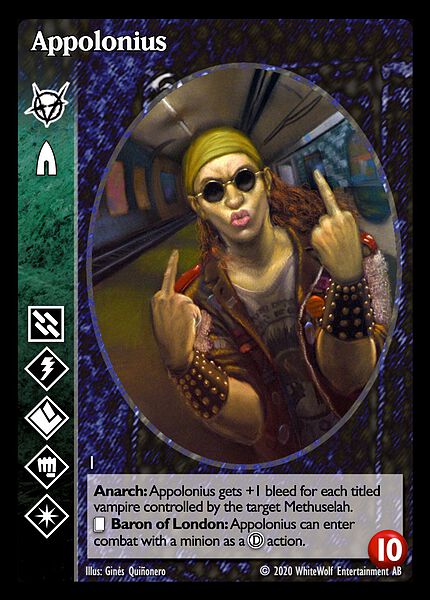 Appolonius
1
Anarch: Appolonius gets +1 bleed for each titled
vampire controlled by the target Methuselah.
Baron of London: Appolonius can enter
combat with a minion as a D action.
10
Illus: Ginés Quiñonero
© 2020 WhiteWolf Entertainment AB